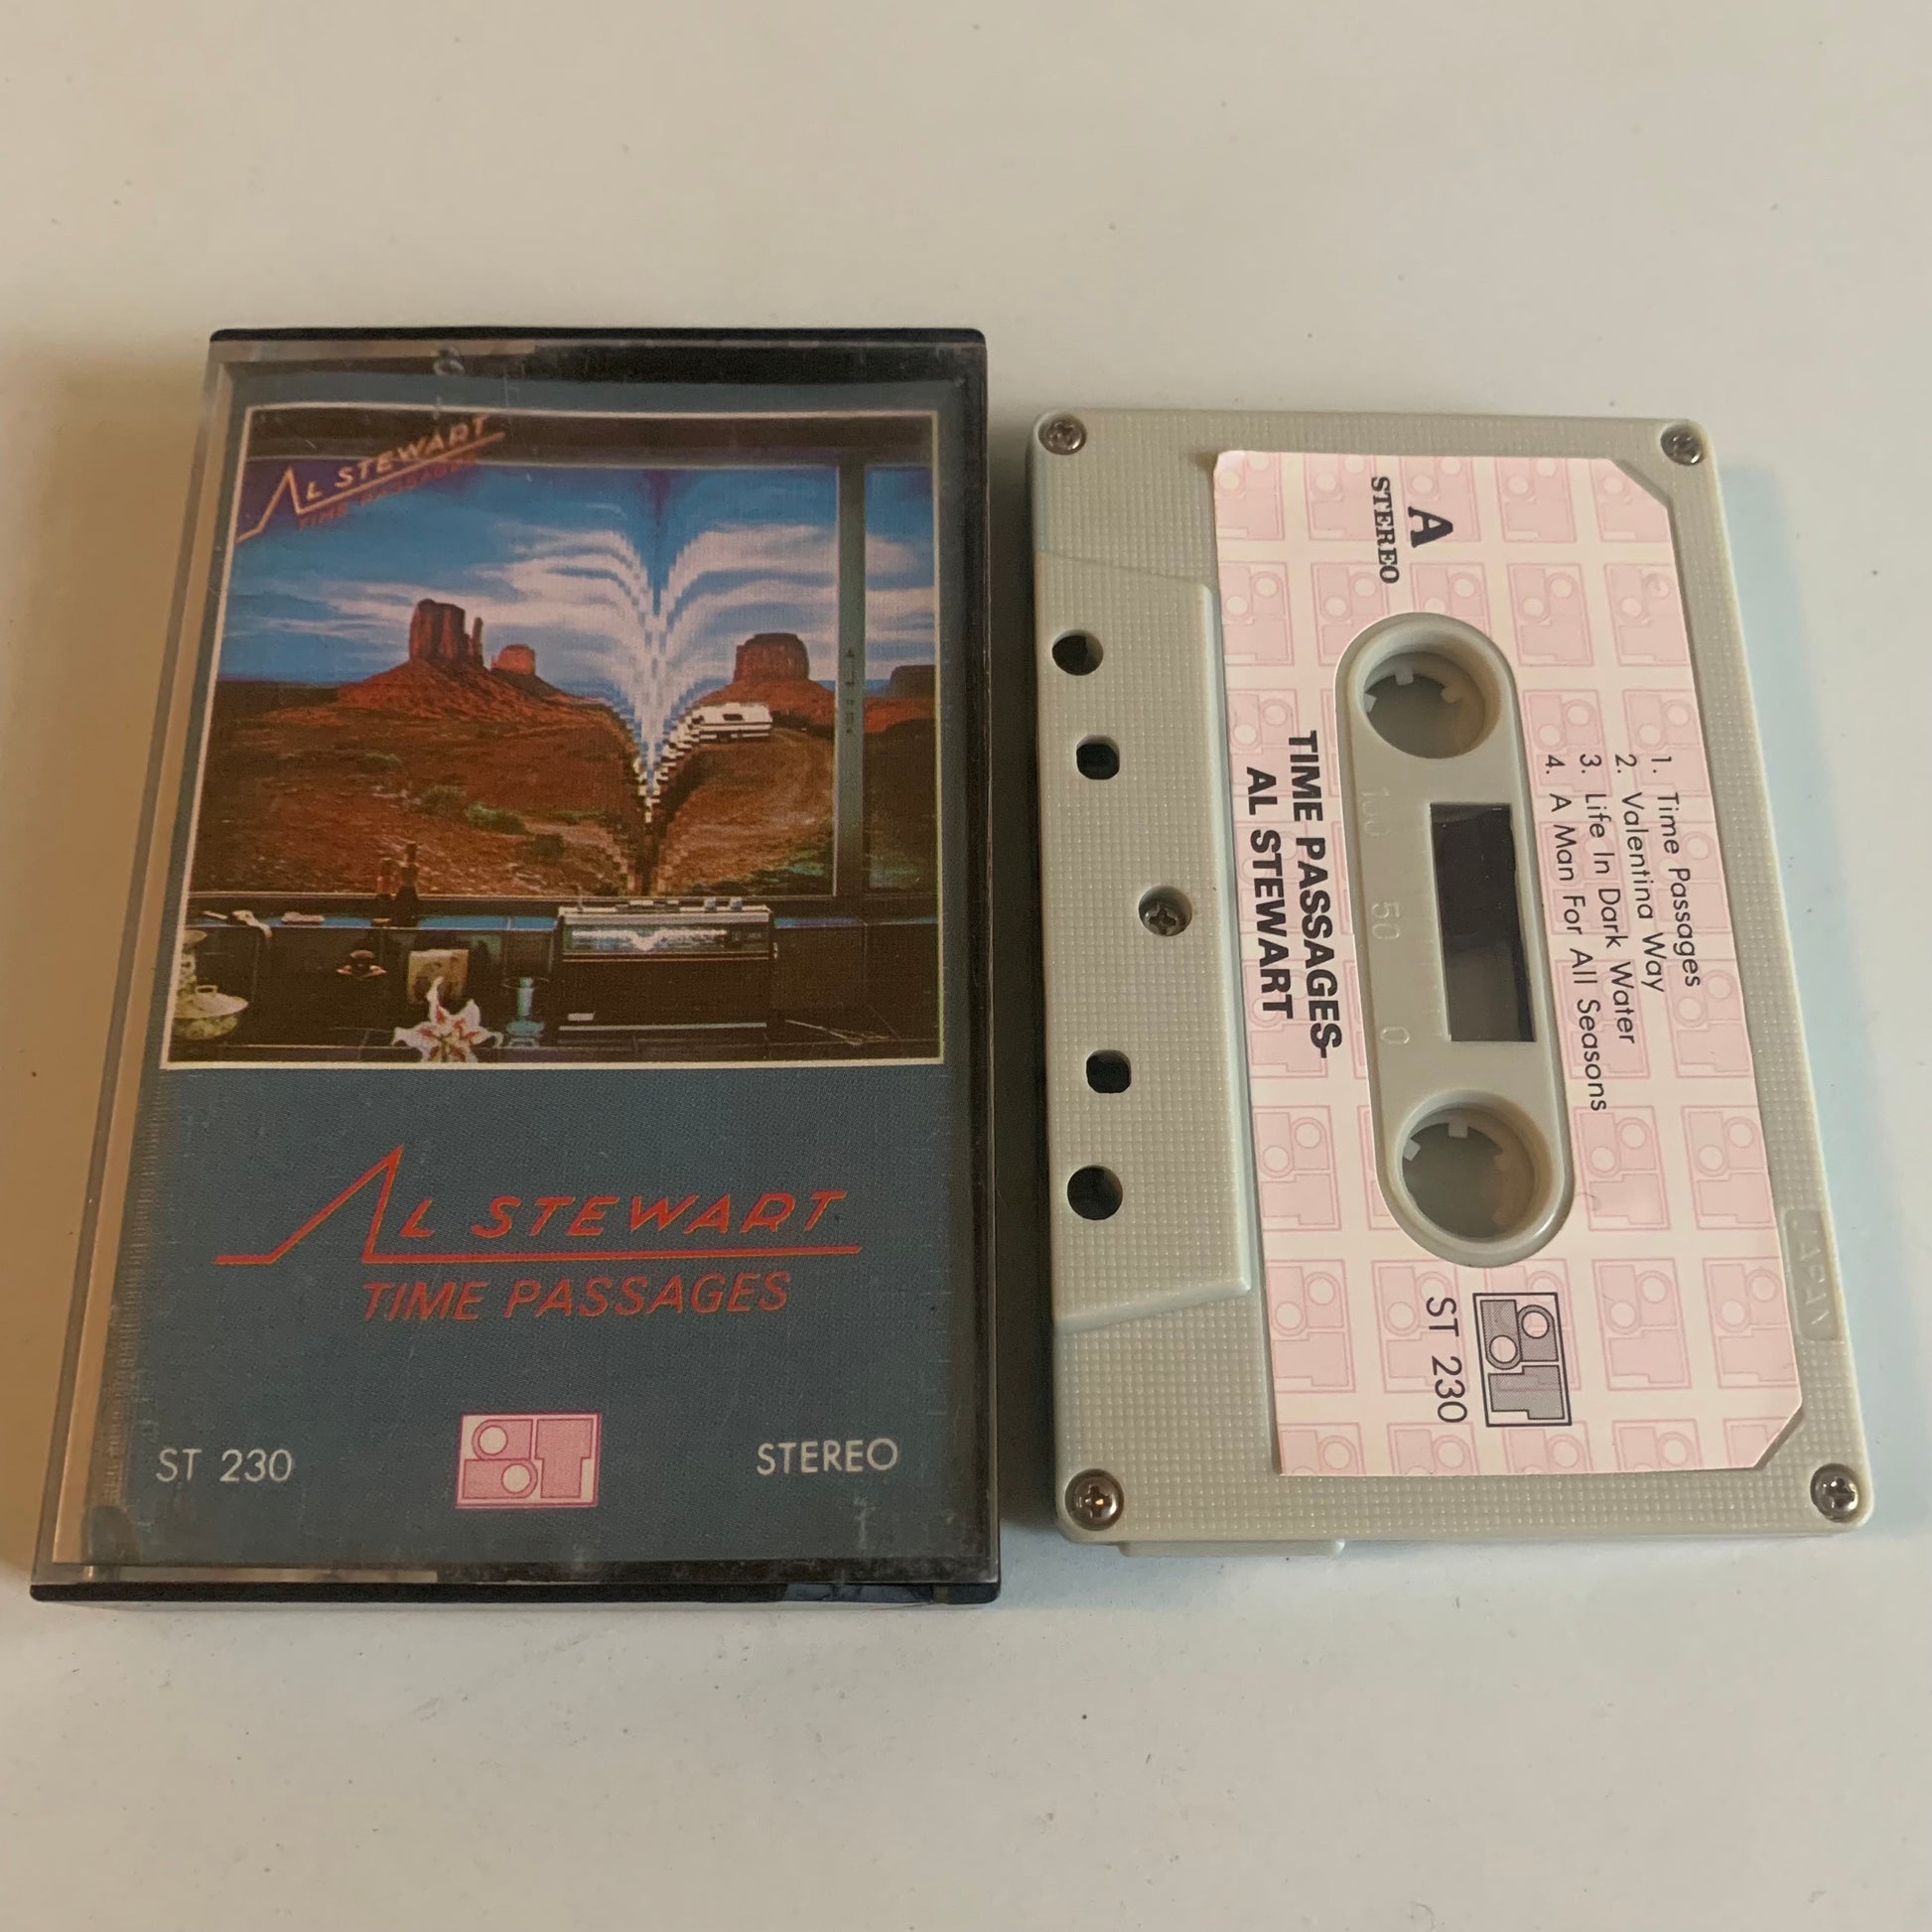 AL STEWART
TIME PASSAGES
AL STEWART
TIME PASSAGES
ST 230
STEREO
A
STEREO
1. Time Passages
2. Valentina Way
3. Life In Dark Water
4. A Man For All Seasons
100 50 0
TIME PASSAGES-
AL STEWART
ST 230
JAPAN